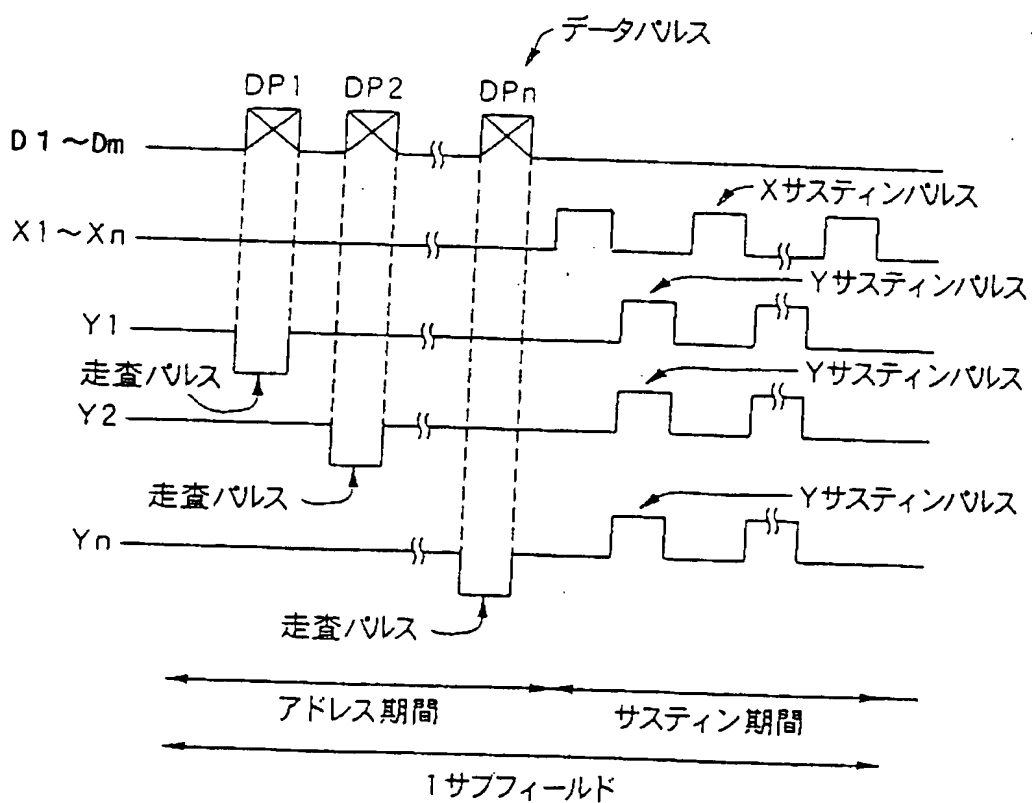 データパルス
DP1 DP2 DPn
D1〜Dm
Xサスティンパルス
X1〜Xn
Yサスティンパルス
Y1
走査パルス
Yサスティンパルス
Y2
走査パルス
Yサスティンパルス
Yn
走査パルス
アドレス期間 サスティン期間
1サブフィールド